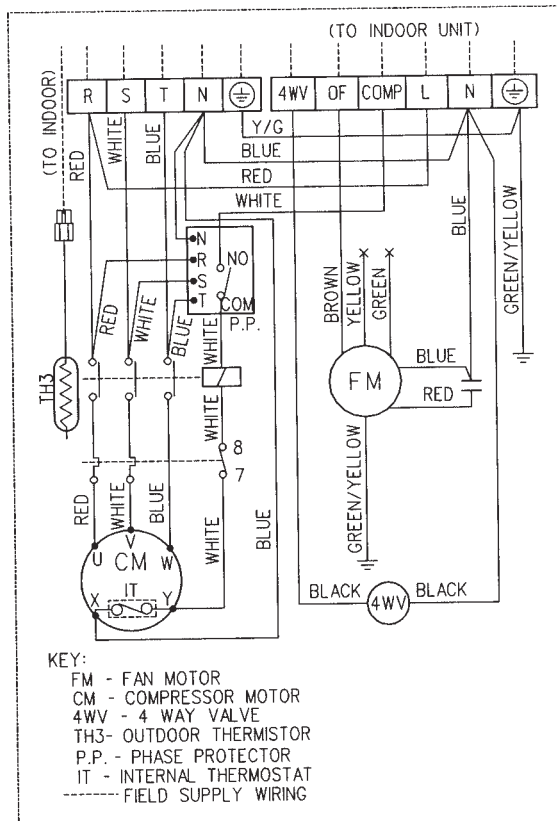 (TO INDOOR UNIT)
(TO INDOOR)
R S T N
4WV OF COMP L N
Y/G
BLUE
RED
WHITE
RED
WHITE
BLUE
BLUE
GREEN/YELLOW
N
R
S
T
NO
COM
P.P.
RED
WHITE
BLUE
WHITE
BROWN
YELLOW
GREEN
FM
BLUE
RED
TH3
WHITE
8
7
GREEN/YELLOW
RED
WHITE
BLUE
WHITE
BLUE
U V W
CM
IT
X Y
BLACK 4WV BLACK
KEY:
FM - FAN MOTOR
CM - COMPRESSOR MOTOR
4WV - 4 WAY VALVE
TH3- OUTDOOR THERMISTOR
P.P. - PHASE PROTECTOR
IT - INTERNAL THERMOSTAT
------- FIELD SUPPLY WIRING